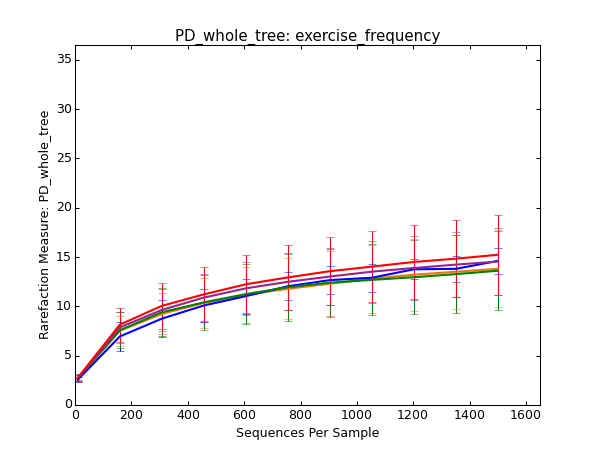 PD_whole_tree: exercise_frequency
Rarefaction Measure: PD_whole_tree
35
30
25
20
15
10
5
0
0 200 400 600 800 1000 1200 1400 1600
Sequences Per Sample